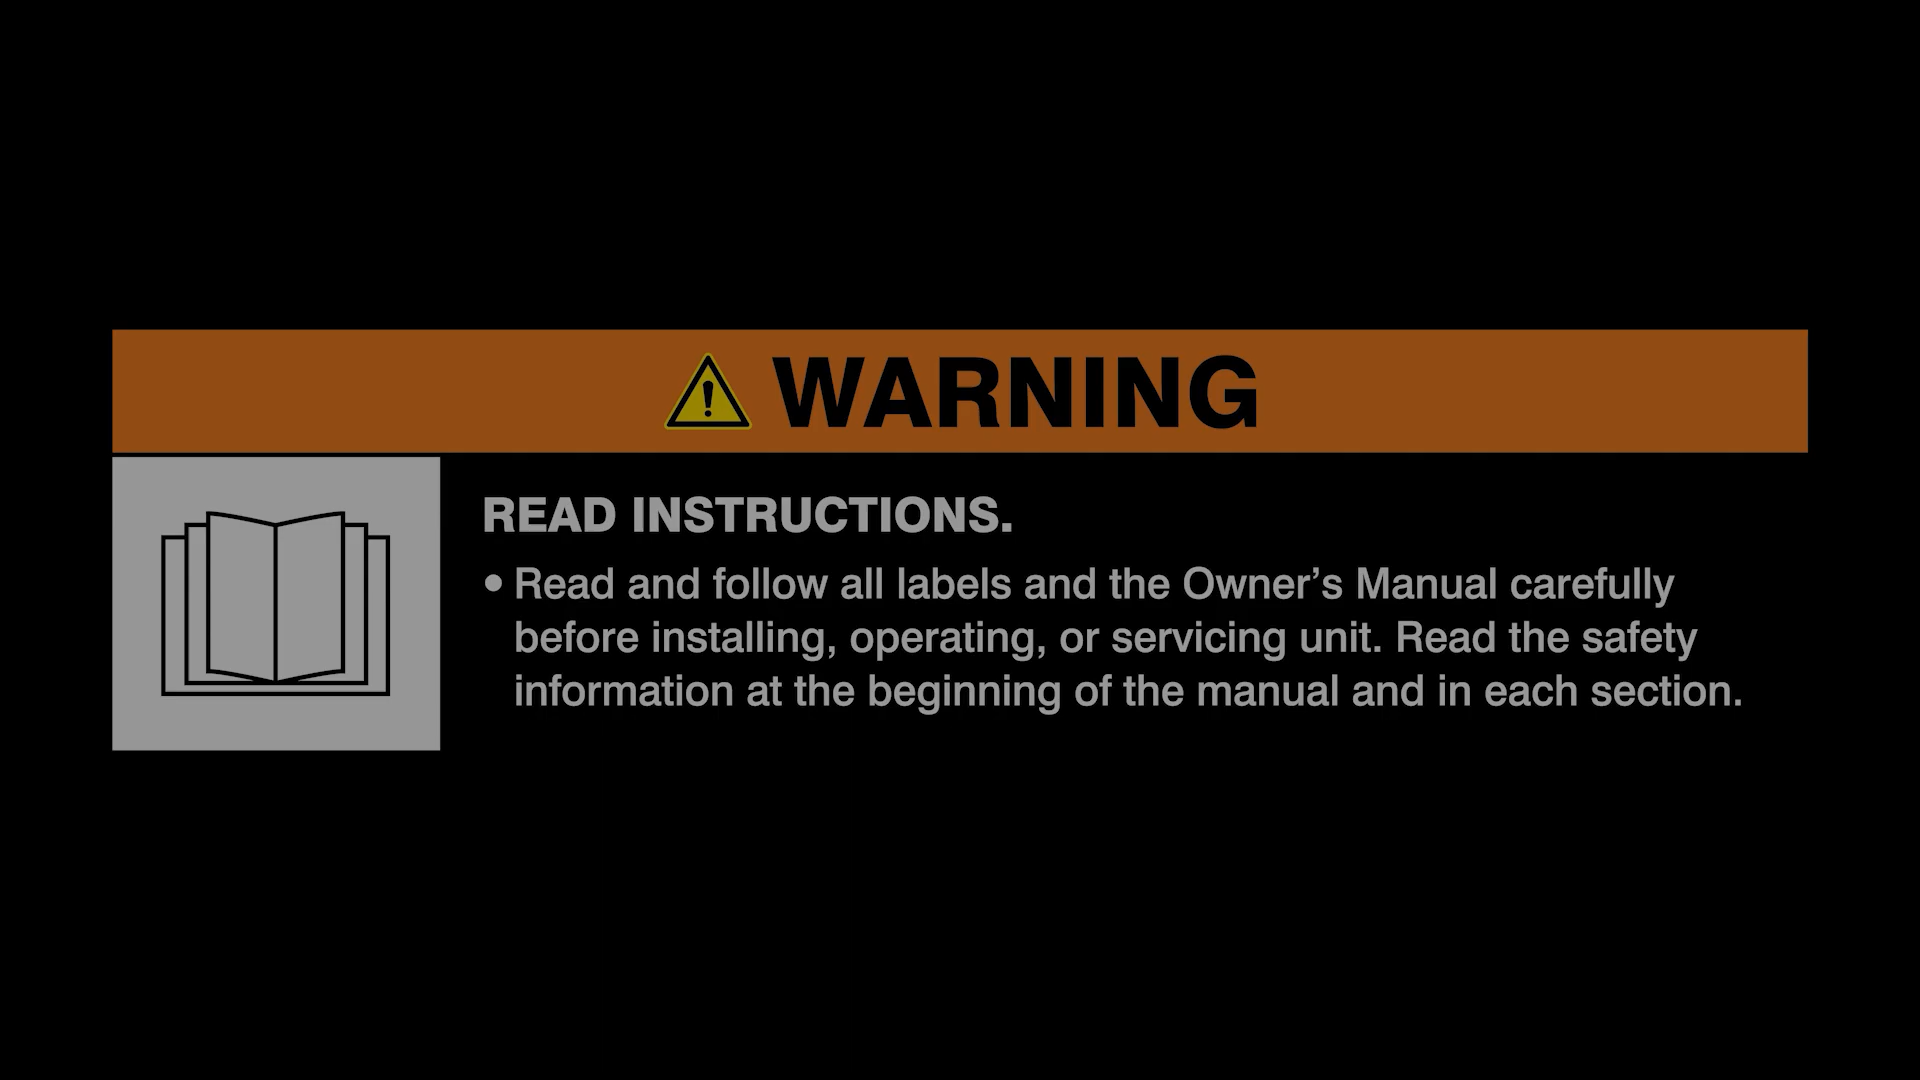 WARNING
READ INSTRUCTIONS.
• Read and follow all labels and the Owner’s Manual carefully
before installing, operating, or servicing unit. Read the safety
information at the beginning of the manual and in each section.